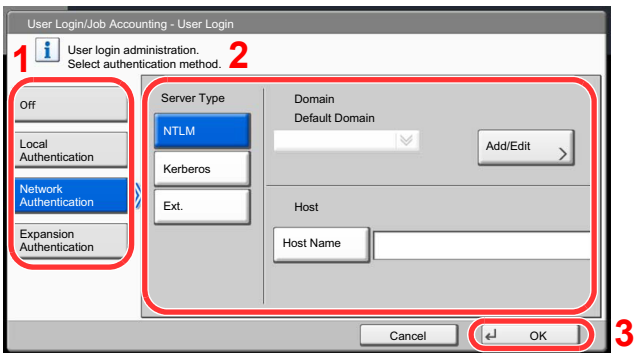 User Login/Job Accounting - User Login
i
User login administration.
Select authentication method.
1
2
Off
Local
Authentication
Network
Authentication
Expansion
Authentication
Server Type
NTLM
Kerberos
Ext.
Domain
Default Domain
Add/Edit
Host
Host Name
Cancel
OK
3